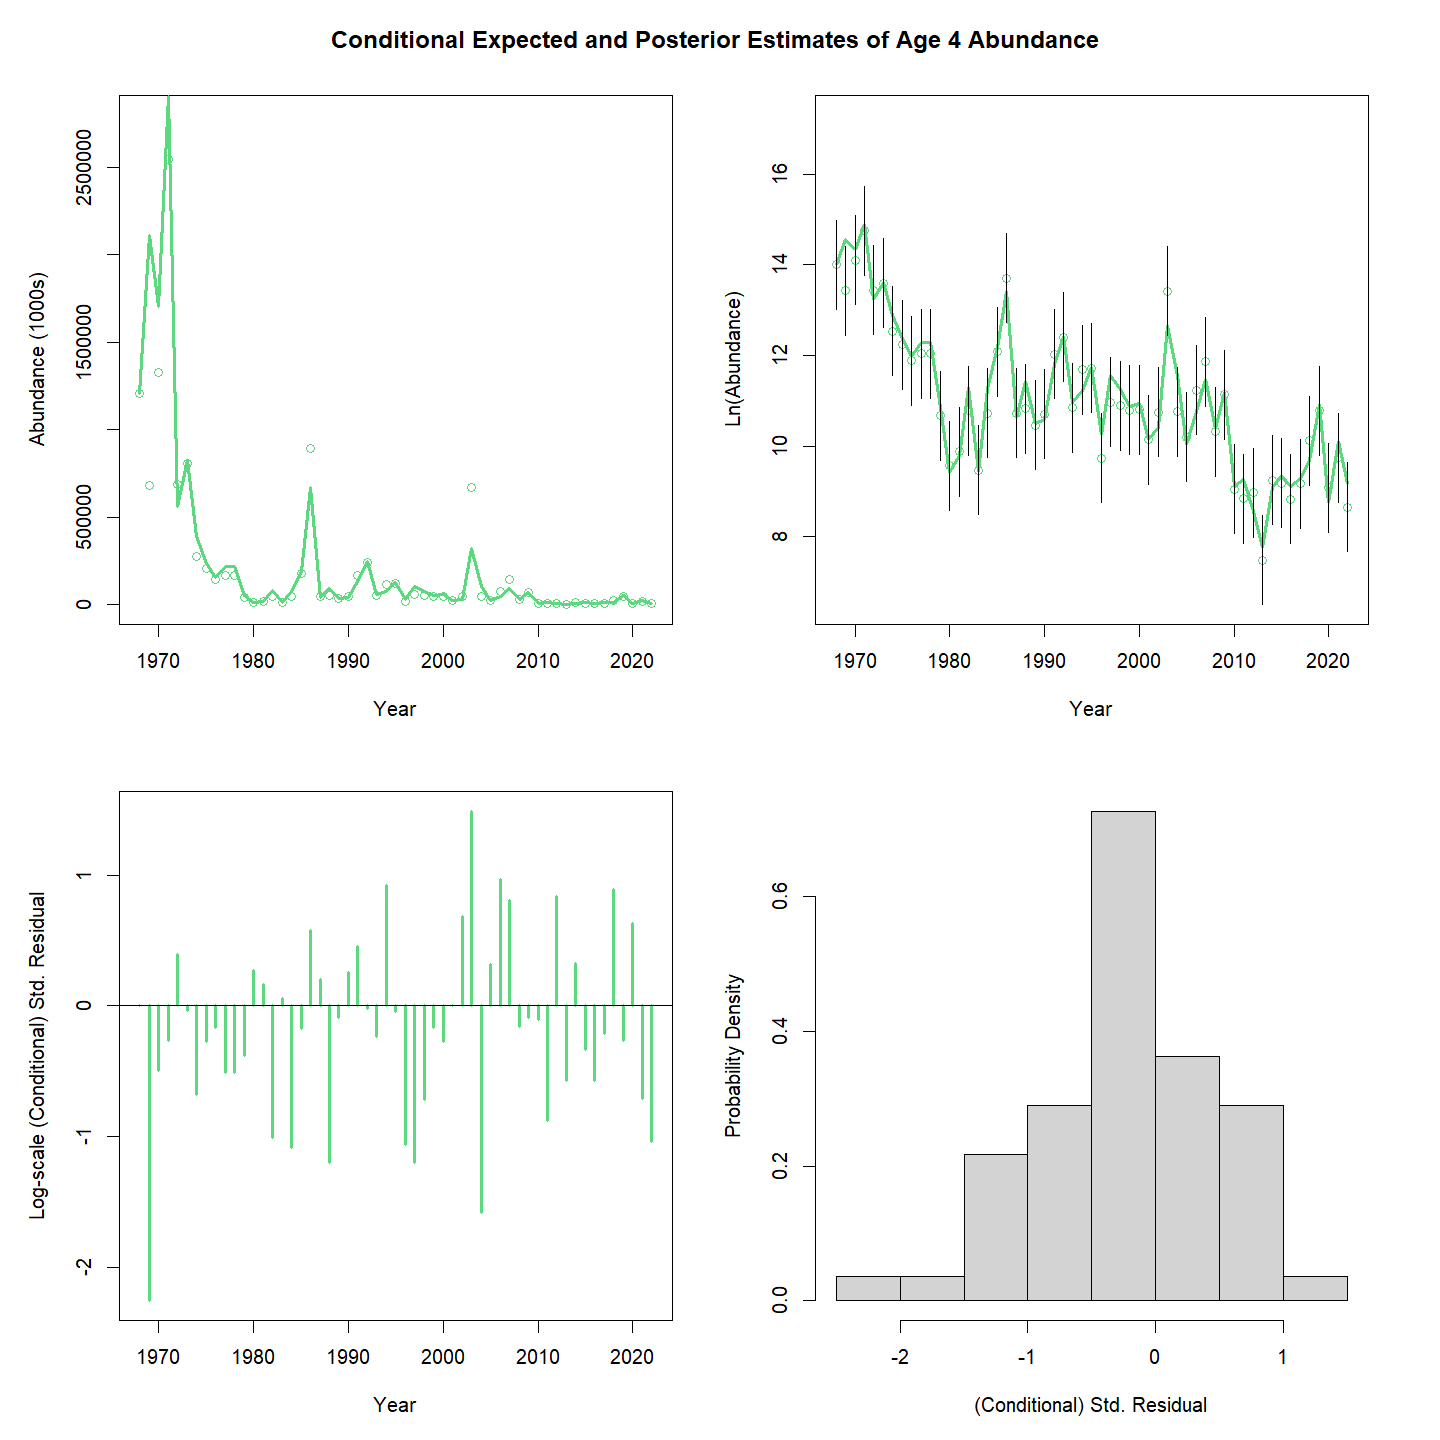 Conditional Expected and Posterior Estimates of Age 4 Abundance
Abundance (1000s)
2500000
1500000
500000
0
1970 1980 1990 2000 2010 2020
Year
Ln(Abundance)
16
14
12
10
8
1970 1980 1990 2000 2010 2020
Year
Log-scale (Conditional) Std. Residual
1
0
-1
-2
1970 1980 1990 2000 2010 2020
Year
Probability Density
0.6
0.4
0.2
0.0
-2 -1 0 1
(Conditional) Std. Residual